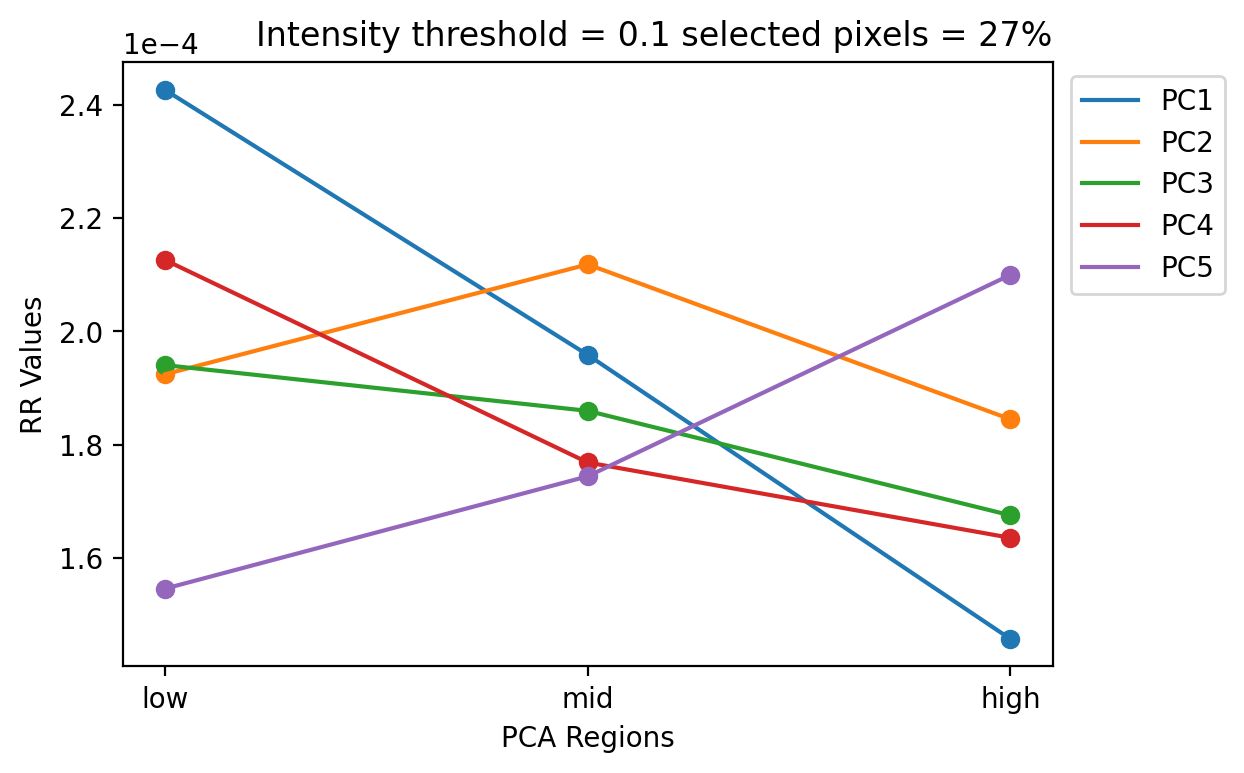 Intensity threshold = 0.1 selected pixels = 27%
1e−4
2.4
2.2
2.0
1.8
1.6
RR Values
low
mid
high
PCA Regions
PC1
PC2
PC3
PC4
PC5